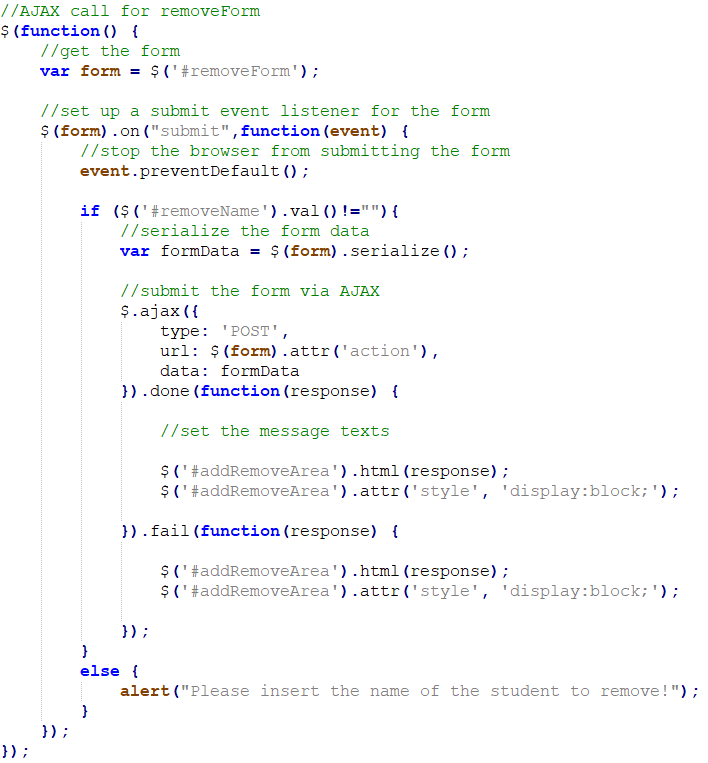 //AJAX call for removeForm
$(function() {
    //get the form
    var form = $('#removeForm');

    //set up a submit event listener for the form
    $(form).on("submit",function(event) {
        //stop the browser from submitting the form
        event.preventDefault();

        if ($('#removeName').val()!=""){
            //serialize the form data
            var formData = $(form).serialize();

            //submit the form via AJAX
            $.ajax({
                type: 'POST',
                url: $(form).attr('action'),
                data: formData
            }).done(function(response) {

                //set the message texts

                $('#addRemoveArea').html(response);
                $('#addRemoveArea').attr('style', 'display:block;');

            }).fail(function(response) {

                $('#addRemoveArea').html(response);
                $('#addRemoveArea').attr('style', 'display:block;');

            });
        }
        else {
            alert("Please insert the name of the student to remove!");
        }
    });
});